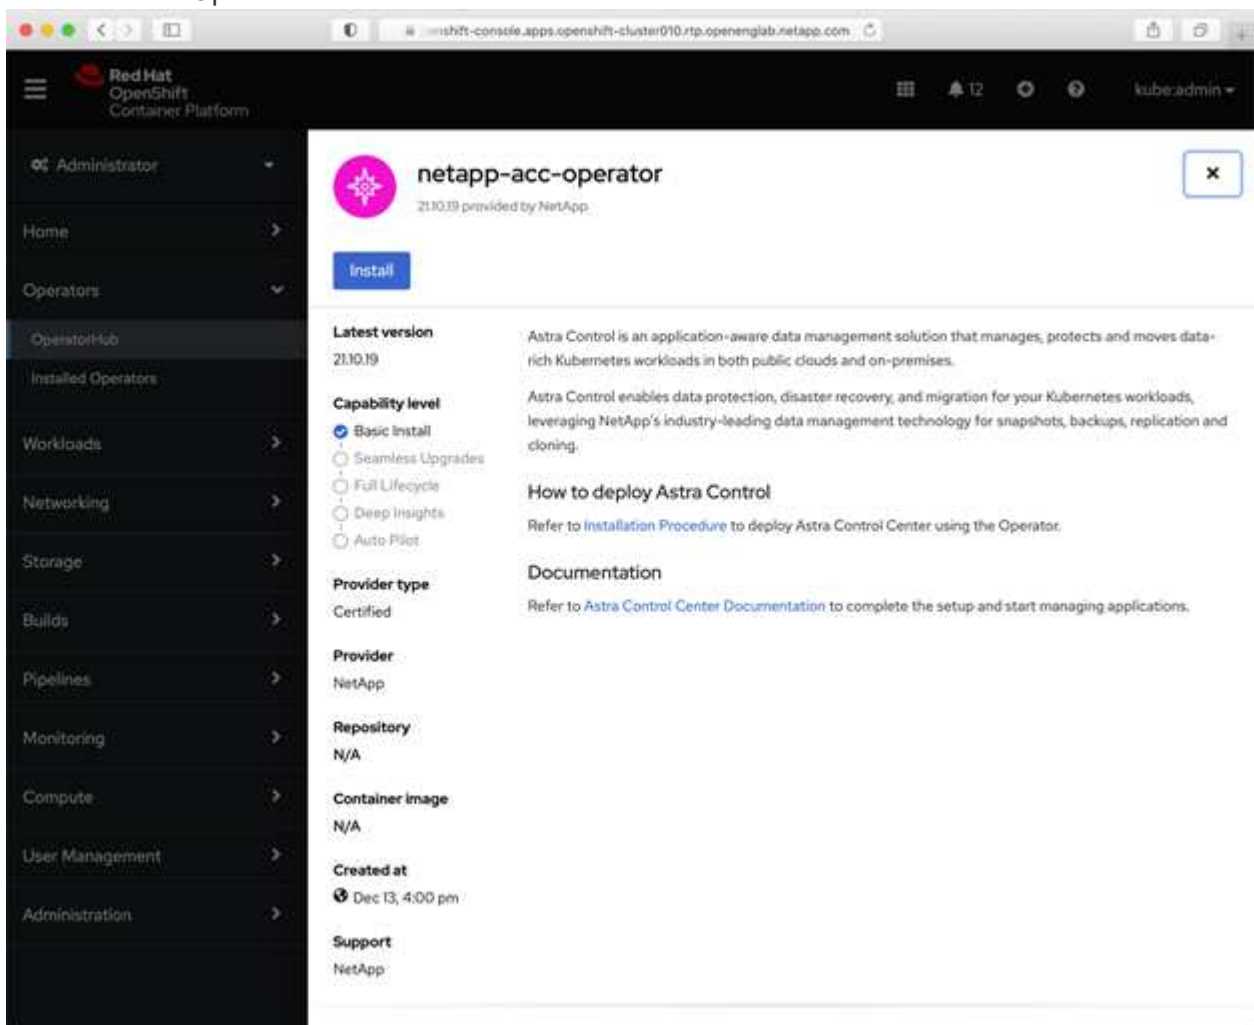 shift-console.apps.openshift-cluster010.rtp.openenglab.netapp.com
Red Hat
OpenShift
Container Platform
12
kube:admin
Administrator
Home
Operators
OperatorHub
Installed Operators
Workloads
Networking
Storage
Builds
Pipelines
Monitoring
Compute
User Management
Administration
netapp-acc-operator
21.10.19 provided by NetApp
Install
Latest version
21.10.19
Capability level
Basic Install
Seamless Upgrades
Full Lifecycle
Deep Insights
Auto Pilot
Provider type
Certified
Provider
NetApp
Repository
N/A
Container image
N/A
Created at
Dec 13, 4:00 pm
Support
NetApp
Astra Control is an application-aware data management solution that manages, protects and moves data-
rich Kubernetes workloads in both public clouds and on-premises.
Astra Control enables data protection, disaster recovery, and migration for your Kubernetes workloads,
leveraging NetApp's industry-leading data management technology for snapshots, backups, replication and
cloning.
How to deploy Astra Control
Refer to Installation Procedure to deploy Astra Control Center using the Operator.
Documentation
Refer to Astra Control Center Documentation to complete the setup and start managing applications.